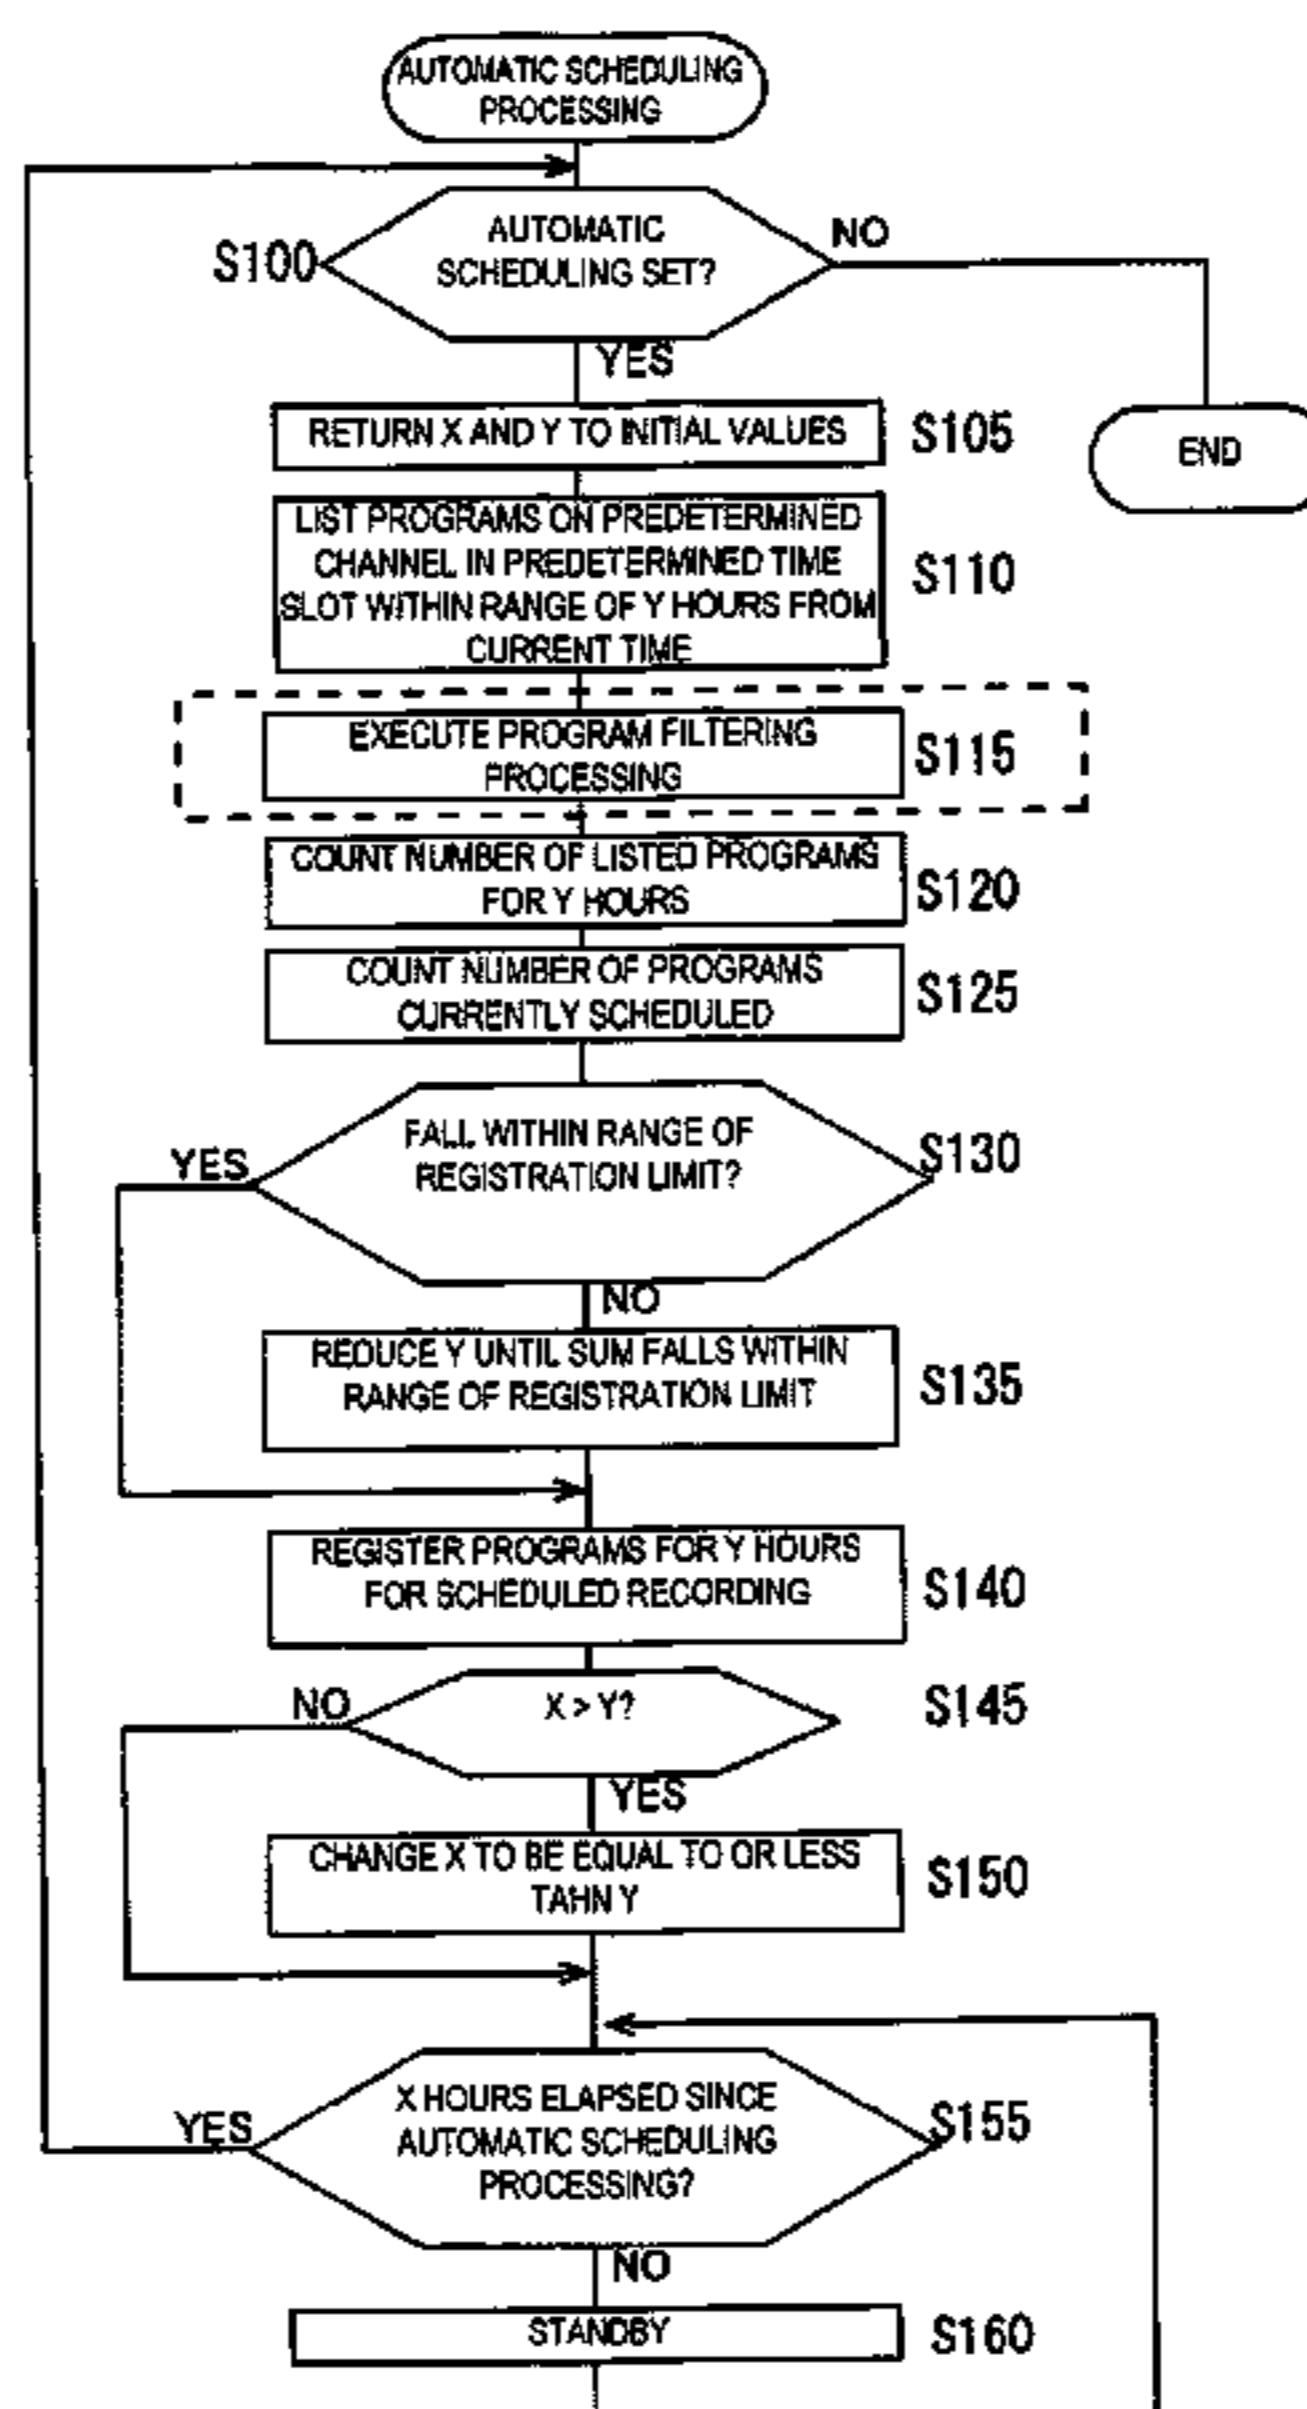 AUTOMATIC SCHEDULING
PROCESSING
AUTOMATIC
SCHEDULING SET?
S100
NO
YES
RETURN X AND Y TO INITIAL VALUES
S105
END
LIST PROGRAMS ON PREDETERMINED
CHANNEL IN PREDETERMINED TIME
SLOT WITHIN RANGE OF Y HOURS FROM
CURRENT TIME
S110
EXECUTE PROGRAM FILTERING
PROCESSING
S115
COUNT NUMBER OF LISTED PROGRAMS
FOR Y HOURS
S120
COUNT NUMBER OF PROGRAMS
CURRENTLY SCHEDULED
S125
FALL WITHIN RANGE OF
REGISTRATION LIMIT?
S130
YES
NO
REDUCE Y UNTIL SUM FALLS WITHIN
RANGE OF REGISTRATION LIMIT
S135
REGISTER PROGRAMS FOR Y HOURS
FOR SCHEDULED RECORDING
S140
X > Y?
S145
NO
YES
CHANGE X TO BE EQUAL TO OR LESS
TAHN Y
S150
X HOURS ELAPSED SINCE
AUTOMATIC SCHEDULING
PROCESSING?
S155
YES
NO
STANDBY
S160